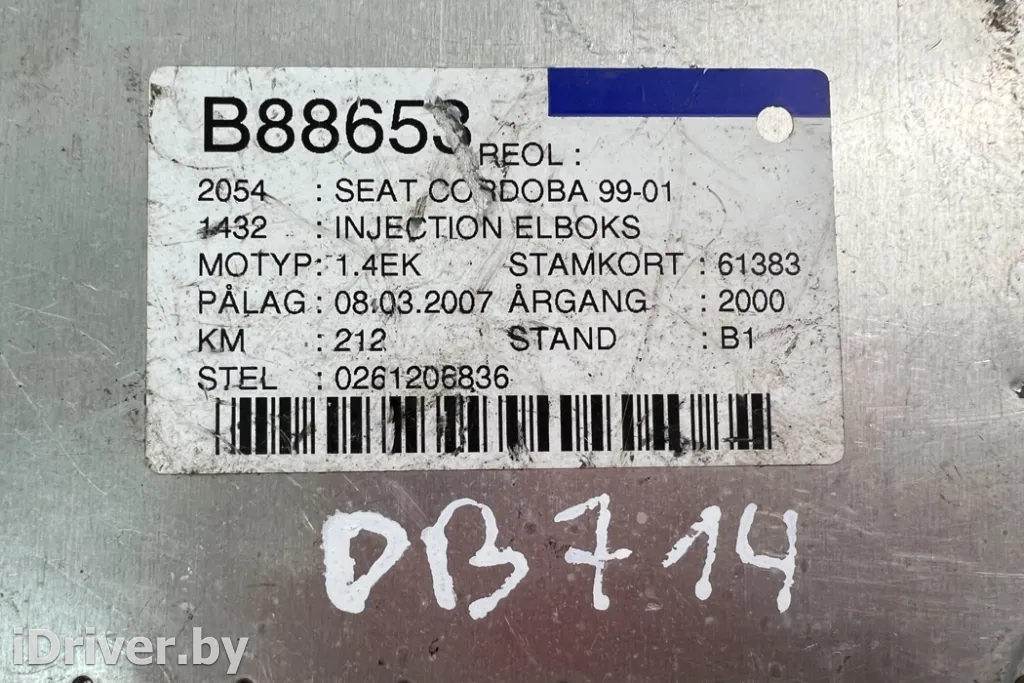 B88653
REOL :
2054 : SEAT CORDOBA 99-01
1432 : INJECTION ELBOKS
MOTYP: 1.4EK STAMKORT : 61383
PÅLAG : 08.03.2007 ÅRGANG : 2000
KM : 212 STAND : B1
STEL : 0261206836
DB714
iDriver.by